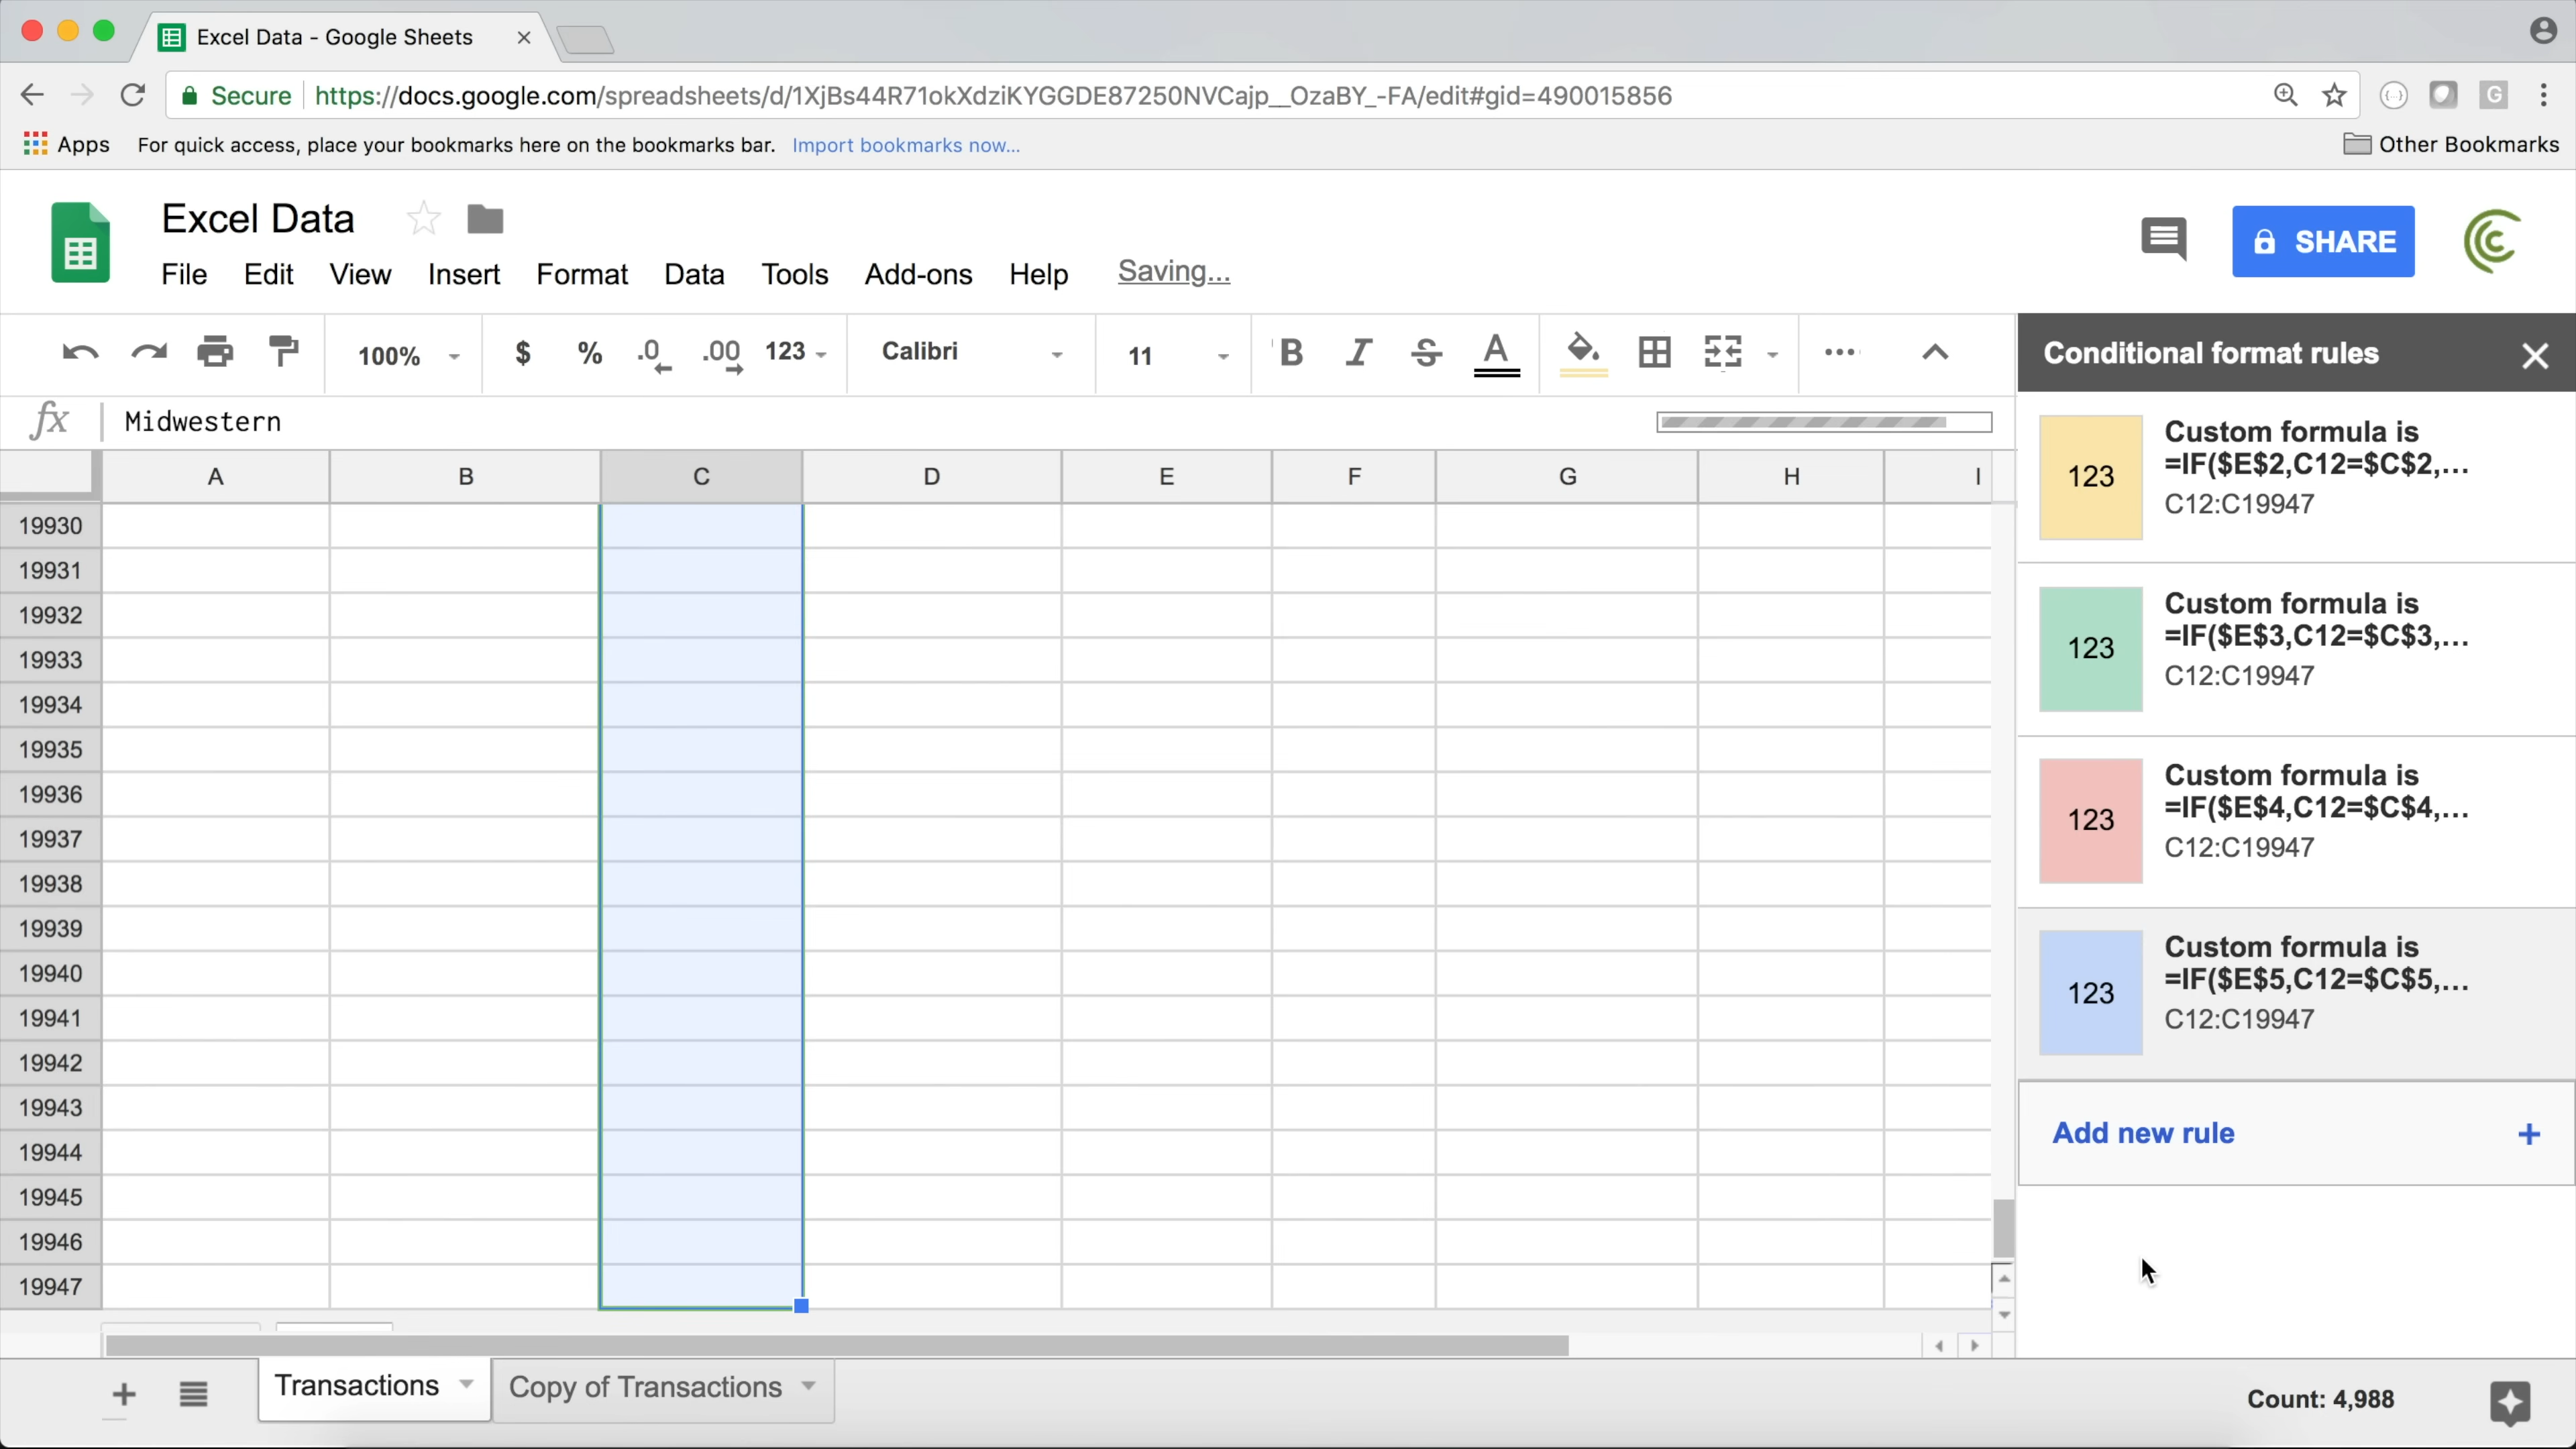 Excel Data - Google Sheets
Secure https://docs.google.com/spreadsheets/d/1XjBs44R71okXdziKYGGDE87250NVCajp__OzaBY_-FA/edit#gid=490015856
G
Apps For quick access, place your bookmarks here on the bookmarks bar. Import bookmarks now... Other Bookmarks
Excel Data
SHARE
File Edit View Insert Format Data Tools Add-ons Help Saving...
100% $ % .0 .00 123 Calibri 11 B I S A
Conditional format rules
fx Midwestern
A B C D E F G H I
19930
19931
19932
19933
19934
19935
19936
19937
19938
19939
19940
19941
19942
19943
19944
19945
19946
19947
123
Custom formula is
=IF($E$2,C12=$C$2,...
C12:C19947
123
Custom formula is
=IF($E$3,C12=$C$3,...
C12:C19947
123
Custom formula is
=IF($E$4,C12=$C$4,...
C12:C19947
123
Custom formula is
=IF($E$5,C12=$C$5,...
C12:C19947
Add new rule +
+ Transactions Copy of Transactions Count: 4,988